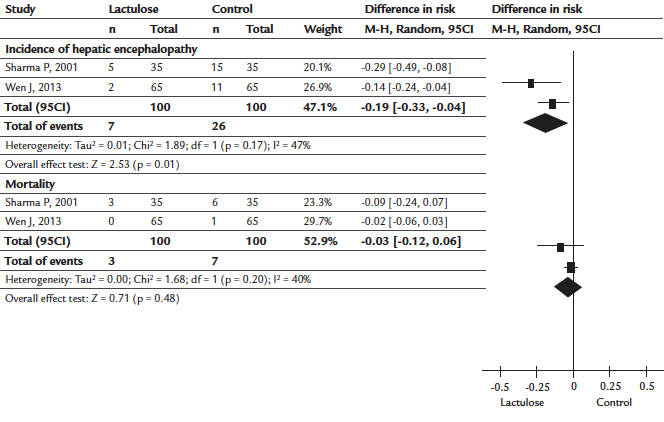 Study Lactulose Control Difference in risk Difference in risk
n Total n Total Weight M-H, Random, 95CI M-H, Random, 95CI
Incidence of hepatic encephalopathy
Sharma P, 2001 5 35 15 35 20.1% -0.29 [-0.49, -0.08]
Wen J, 2013 2 65 11 65 26.9% -0.14 [-0.24, -0.04]
Total (95CI) 100 100 47.1% -0.19 [-0.33, -0.04]
Total of events 7 26
Heterogeneity: Tau² = 0.01; Chi² = 1.89; df = 1 (p = 0.17); I² = 47%
Overall effect test: Z = 2.53 (p = 0.01)
Mortality
Sharma P, 2001 3 35 6 35 23.3% -0.09 [-0.24, 0.07]
Wen J, 2013 0 65 1 65 29.7% -0.02 [-0.06, 0.03]
Total (95CI) 100 100 52.9% -0.03 [-0.12, 0.06]
Total of events 3 7
Heterogeneity: Tau² = 0.00; Chi² = 1.68; df = 1 (p = 0.20); I² = 40%
Overall effect test: Z = 0.71 (p = 0.48)
-0.5 -0.25 0 0.25 0.5
Lactulose Control